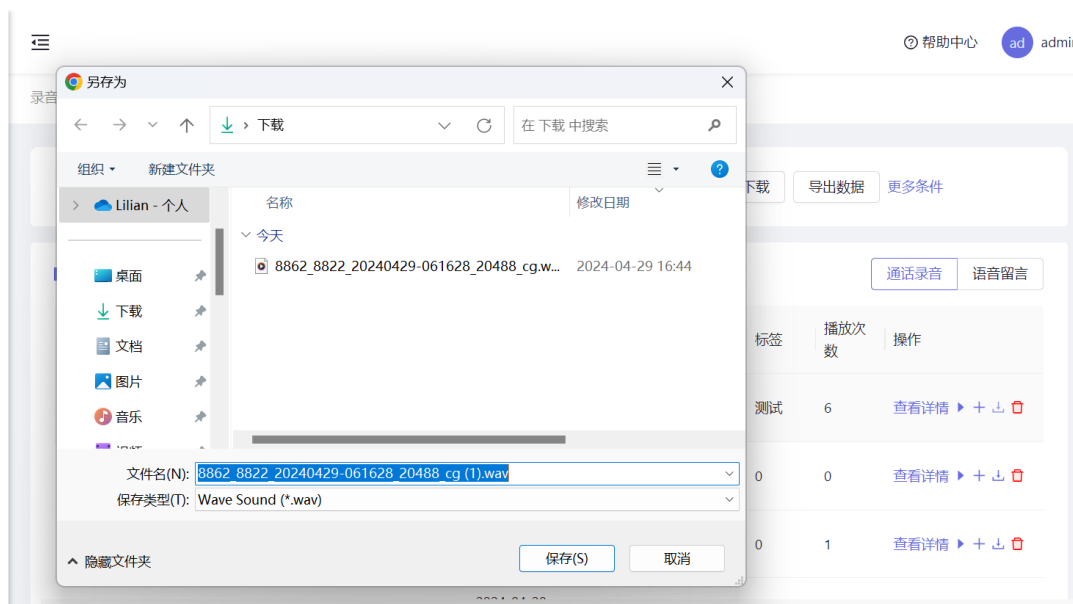 帮助中心
ad
admi
另存为
录音
下载
在 下载 中搜索
组织
新建文件夹
下载
导出数据
更多条件
Lilian - 个人
名称
修改日期
今天
8862_8822_20240429-061628_20488_cg.w...
2024-04-29 16:44
桌面
下载
文档
图片
音乐
通话录音
语音留言
标签
播放次
数
操作
测试
6
查看详情
0
0
查看详情
0
1
查看详情
文件名(N):
8862_8822_20240429-061628_20488_cg (1).wav
保存类型(T):
Wave Sound (*.wav)
隐藏文件夹
保存(S)
取消